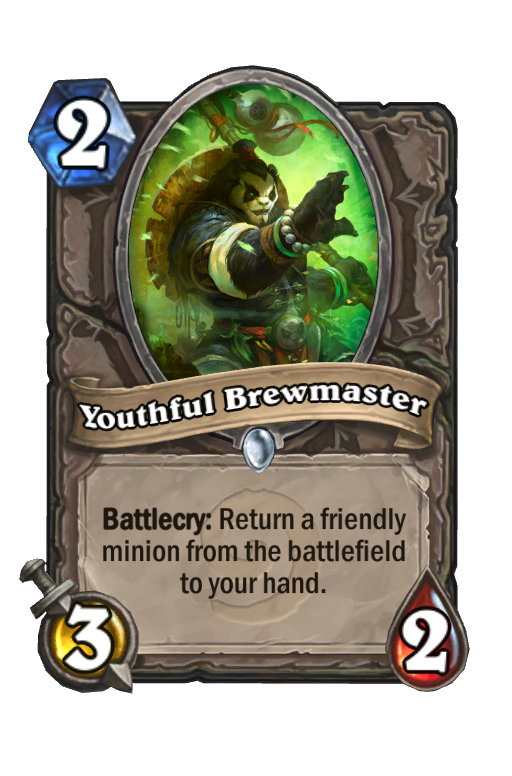 2
Youthful Brewmaster
Battlecry: Return a friendly
minion from the battlefield
to your hand.
3
2